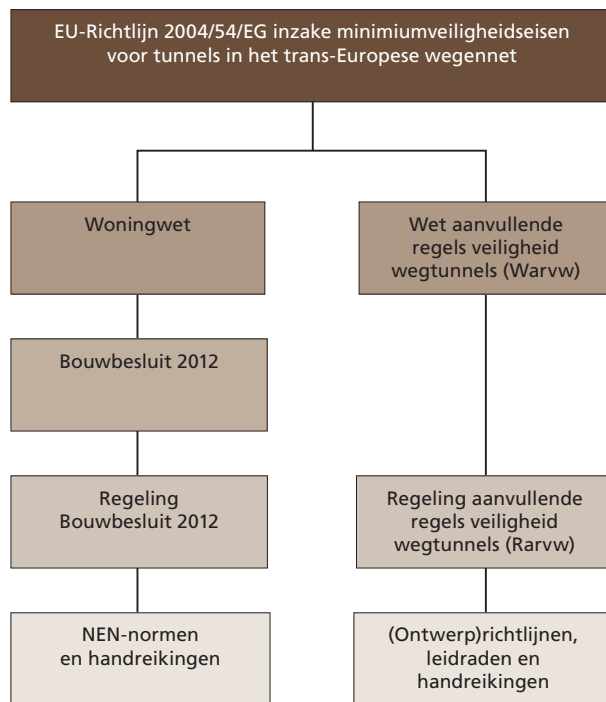 EU-Richtlijn 2004/54/EG inzake minimiumveiligheidseisen
voor tunnels in het trans-Europese wegennet
Woningwet
Wet aanvullende
regels veiligheid
wegtunnels (Warvw)
Bouwbesluit 2012
Regeling
Bouwbesluit 2012
Regeling aanvullende
regels veiligheid
wegtunnels (Rarvw)
NEN-normen
en handreikingen
(Ontwerp)richtlijnen,
leidraden en
handreikingen